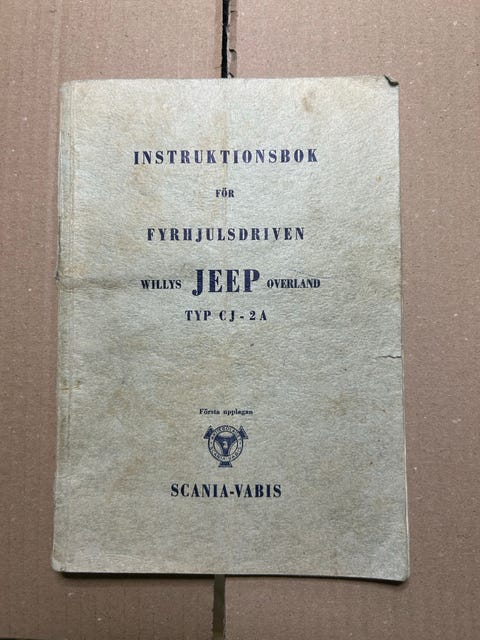 INSTRUKTIONSBOK
FÖR
FYRHJULSDRIVEN
WILLYS JEEP OVERLAND
TYP CJ-2A
Första upplagan
SCANIA-VABIS